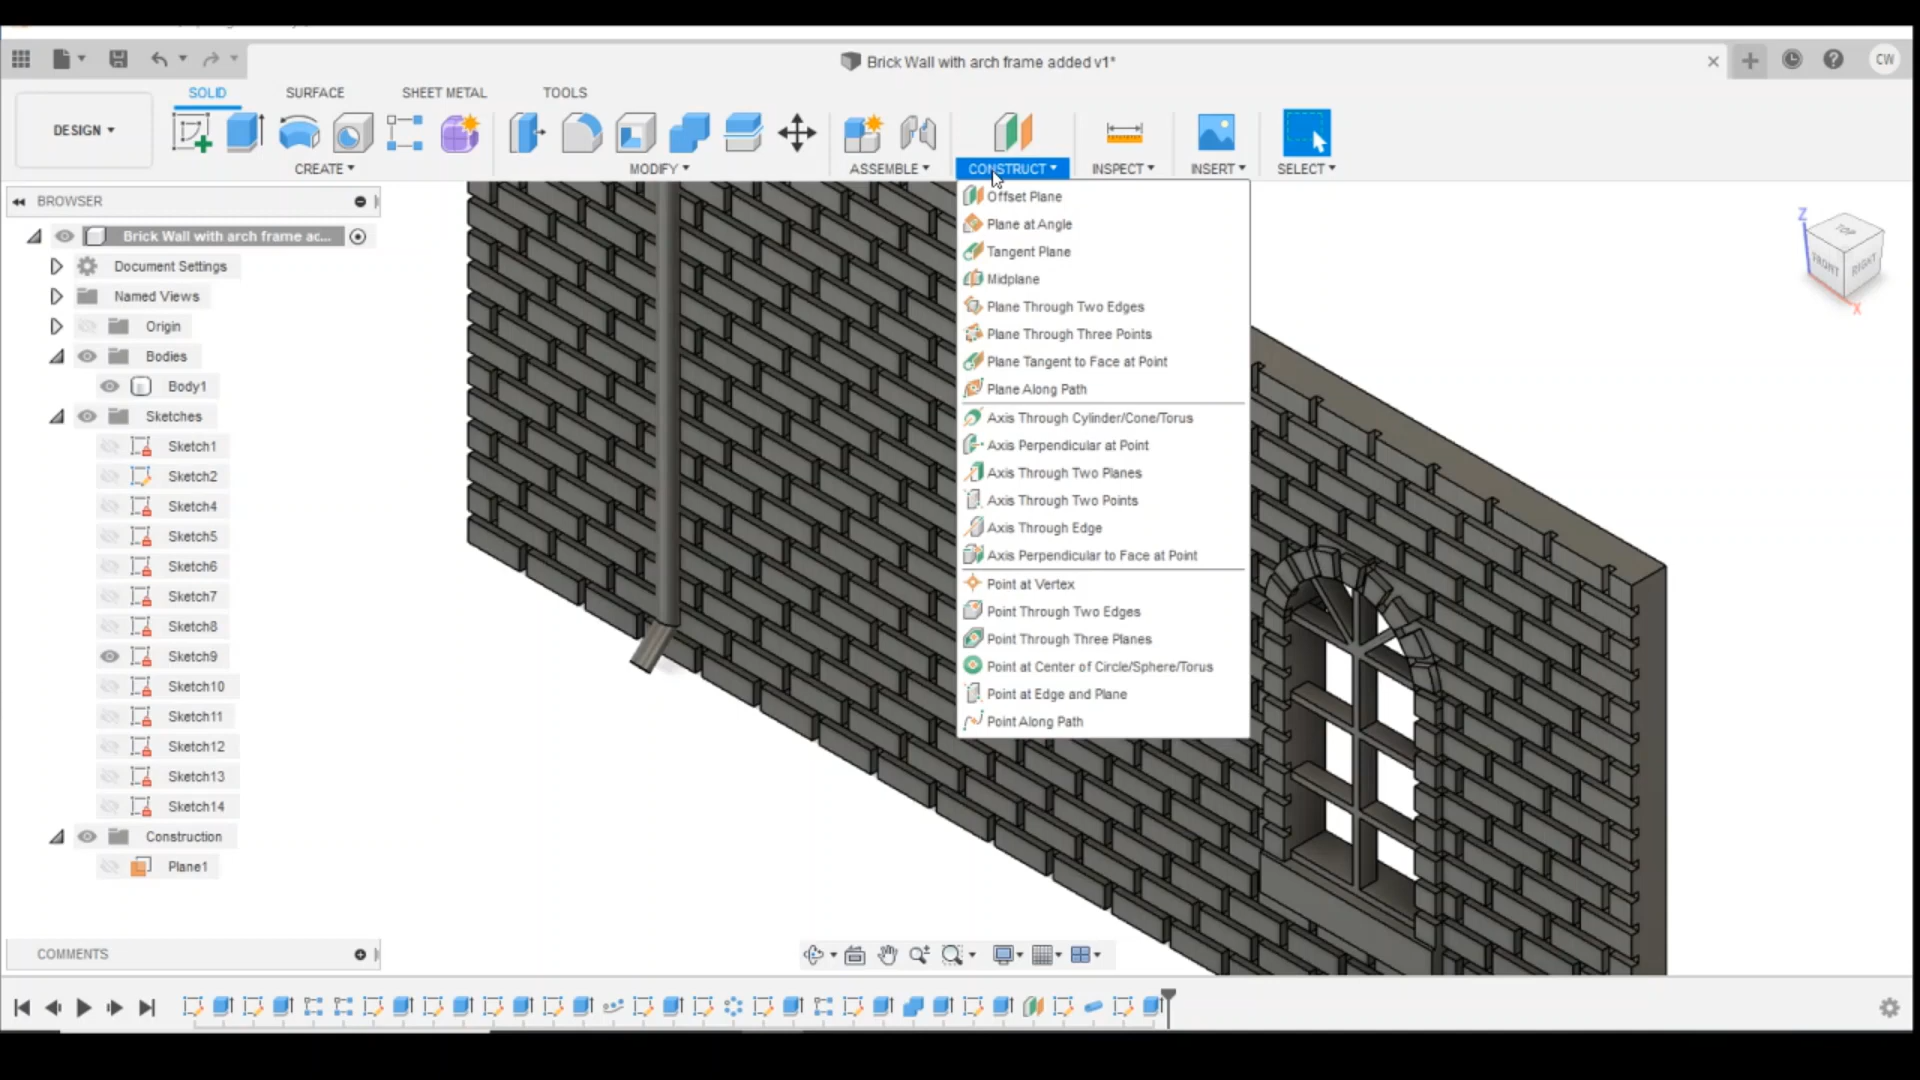 Brick Wall with arch frame added v1*
CW
DESIGN
SOLID SURFACE SHEET METAL TOOLS
CREATE MODIFY ASSEMBLE CONSTRUCT INSPECT INSERT SELECT
BROWSER
Brick Wall with arch frame ac...
Document Settings
Named Views
Origin
Bodies
Body1
Sketches
Sketch1
Sketch2
Sketch4
Sketch5
Sketch6
Sketch7
Sketch8
Sketch9
Sketch10
Sketch11
Sketch12
Sketch13
Sketch14
Construction
Plane1
Offset Plane
Plane at Angle
Tangent Plane
Midplane
Plane Through Two Edges
Plane Through Three Points
Plane Tangent to Face at Point
Plane Along Path
Axis Through Cylinder/Cone/Torus
Axis Perpendicular at Point
Axis Through Two Planes
Axis Through Two Points
Axis Through Edge
Axis Perpendicular to Face at Point
Point at Vertex
Point Through Two Edges
Point Through Three Planes
Point at Center of Circle/Sphere/Torus
Point at Edge and Plane
Point Along Path
Z
TOP
FRONT RIGHT
X
COMMENTS